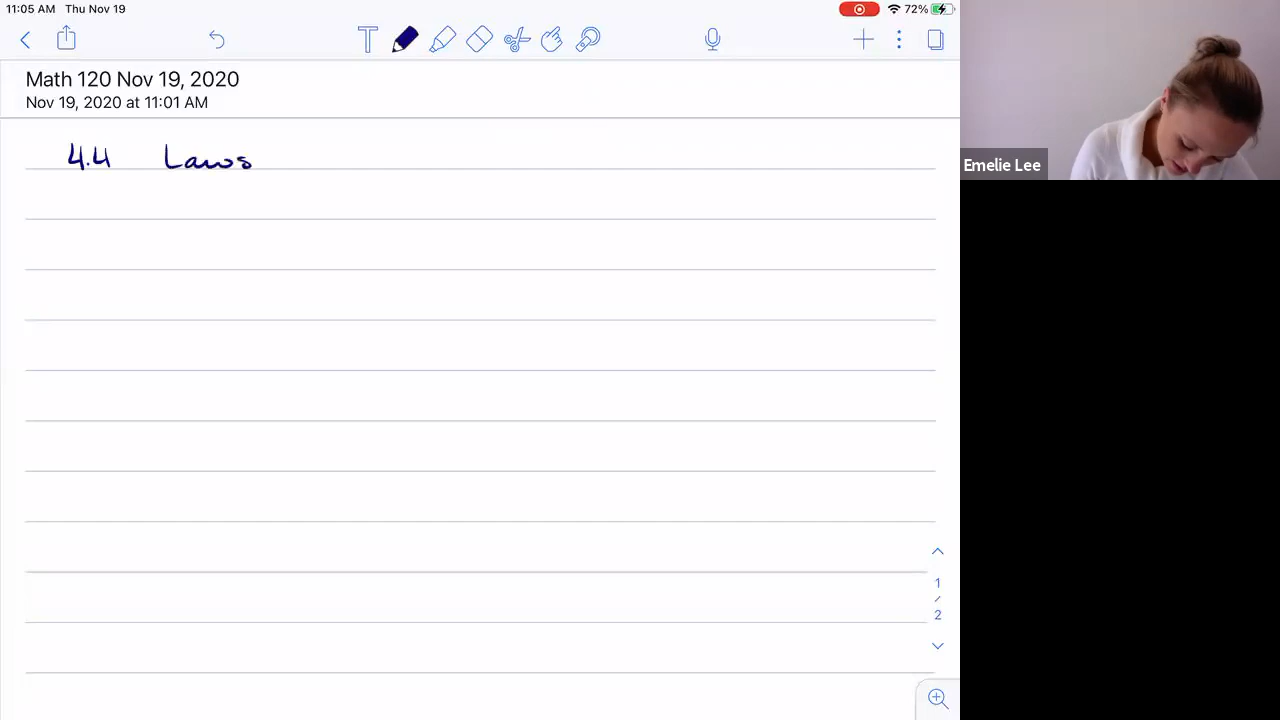 11:05 AM Thu Nov 19
72%
T
Math 120 Nov 19, 2020
Nov 19, 2020 at 11:01 AM
4.4 Laws
Emelie Lee
1
/
2